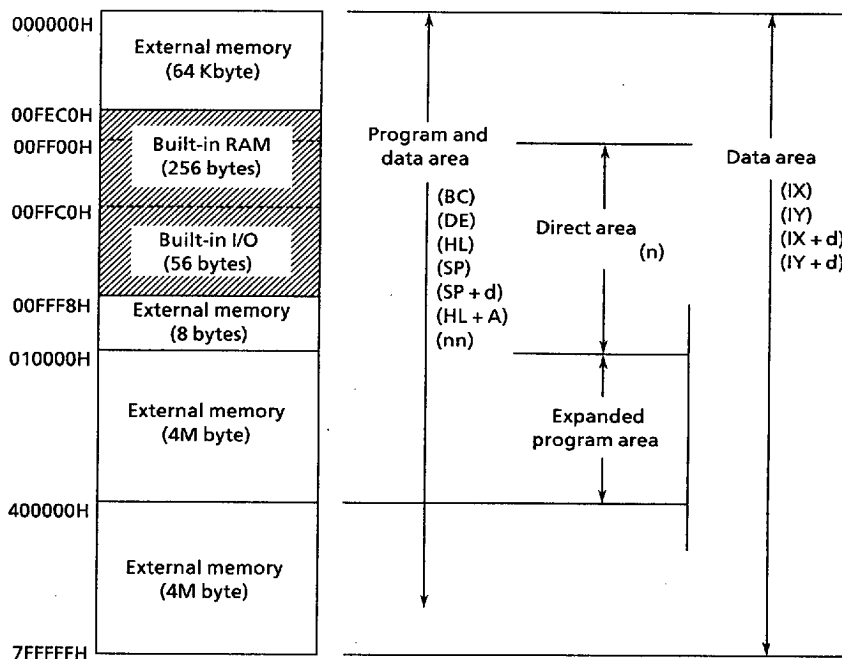 000000H
External memory
(64 Kbyte)
00FEC0H
00FF00H
Built-in RAM
(256 bytes)
00FFC0H
Built-in I/O
(56 bytes)
00FFF8H
External memory
(8 bytes)
010000H
External memory
(4M byte)
400000H
External memory
(4M byte)
7FFFFFH
Program and
data area
(BC)
(DE)
(HL)
(SP)
(SP + d)
(HL + A)
(nn)
Direct area
(n)
Expanded
program area
Data area
(IX)
(IY)
(IX + d)
(IY + d)